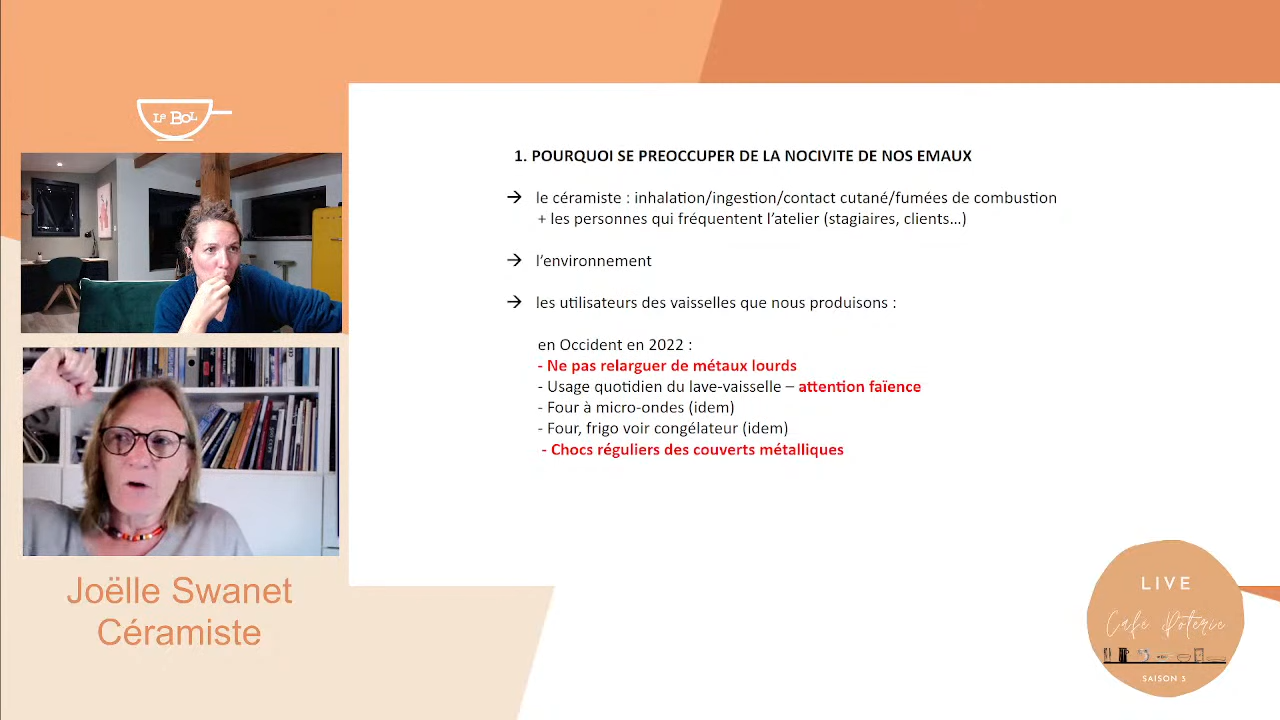 Le BOL
1. POURQUOI SE PREOCCUPER DE LA NOCIVITE DE NOS EMAUX
→ le céramiste : inhalation/ingestion/contact cutané/fumées de combustion
+ les personnes qui fréquentent l’atelier (stagiaires, clients…)
→ l’environnement
→ les utilisateurs des vaisselles que nous produisons :
en Occident en 2022 :
- Ne pas relarguer de métaux lourds
- Usage quotidien du lave-vaisselle – attention faïence
- Four à micro-ondes (idem)
- Four, frigo voir congélateur (idem)
- Chocs réguliers des couverts métalliques
Joëlle Swanet
Céramiste
LIVE
Café Poterie
SAISON 3